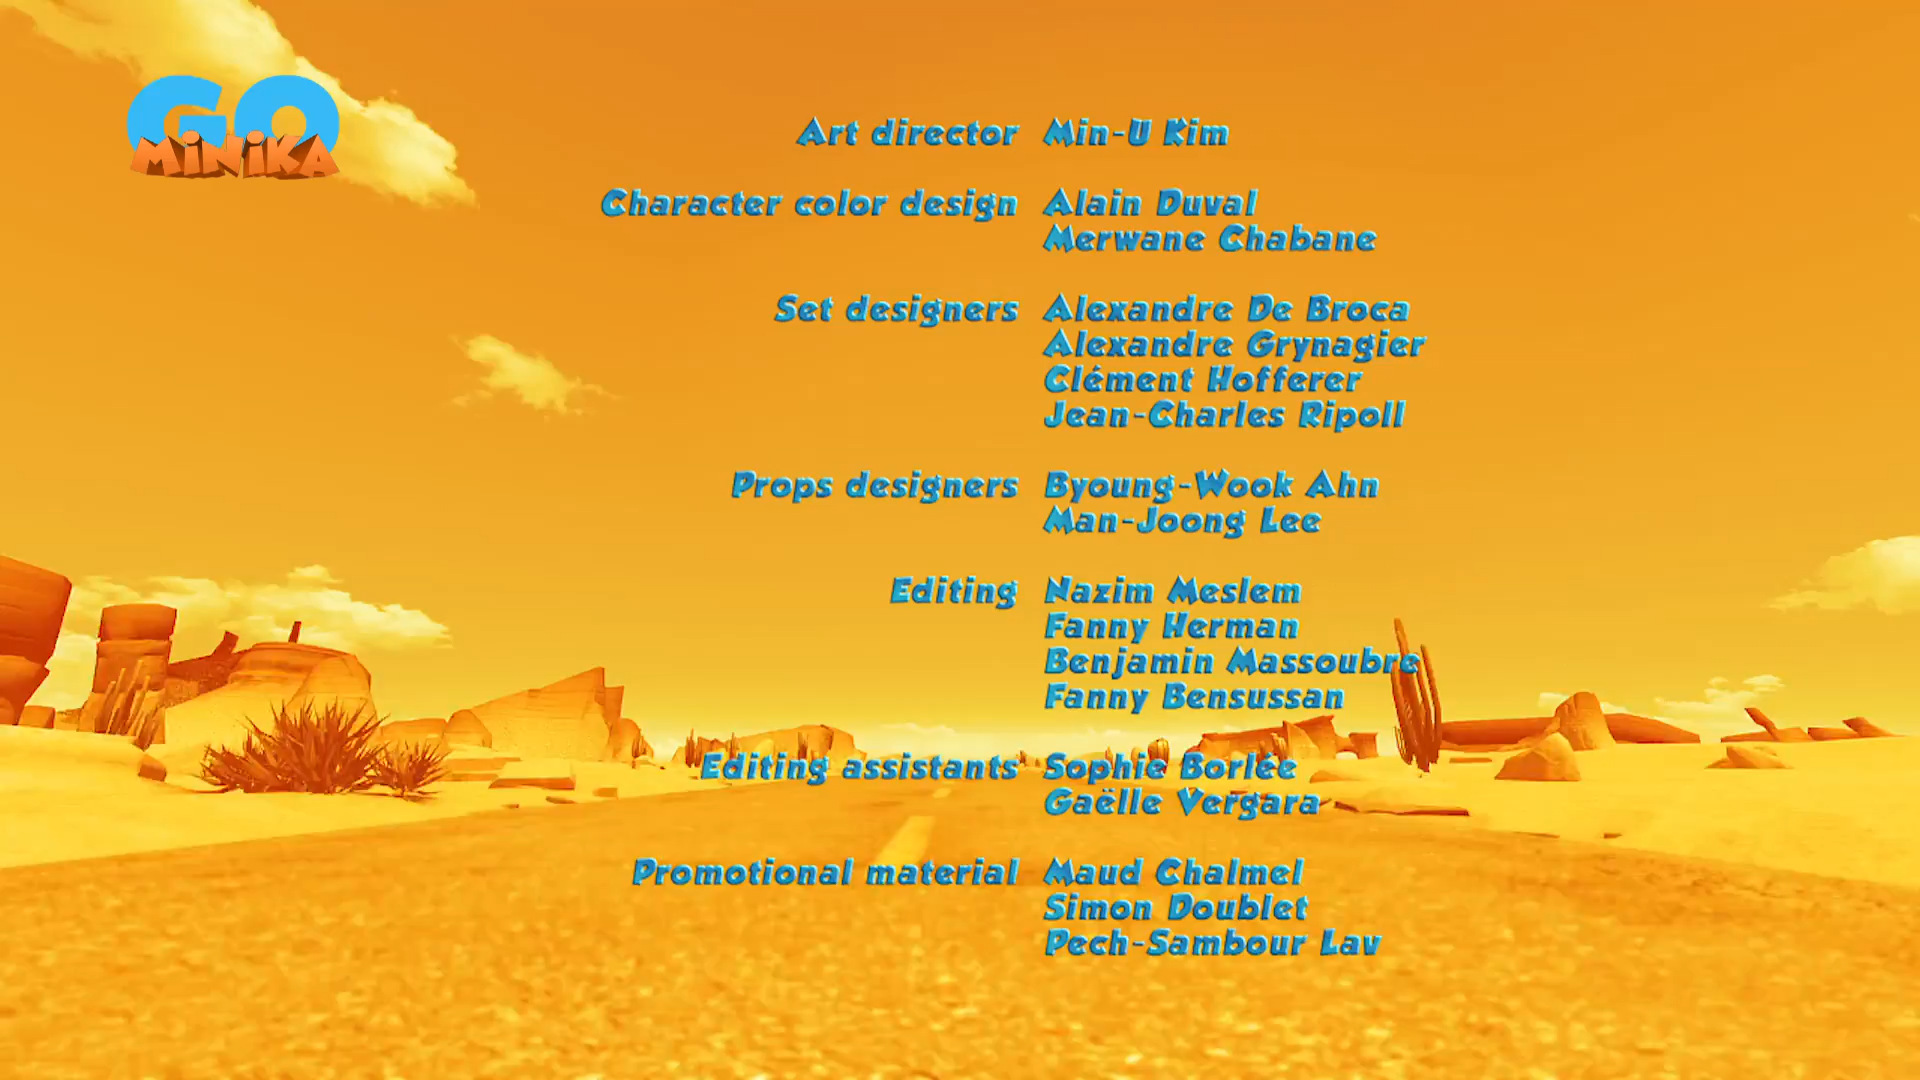 GO
MiNiKA
Art director Min-U Kim
Character color design Alain Duval
Merwane Chabane
Set designers Alexandre De Broca
Alexandre Grynagier
Clément Hofferer
Jean-Charles Ripoll
Props designers Byoung-Wook Ahn
Man-Joong Lee
Editing Nazim Meslem
Fanny Herman
Benjamin Massoubre
Fanny Bensussan
Editing assistants Sophie Borlée
Gaëlle Vergara
Promotional material Maud Chalmel
Simon Doublet
Pech-Sambour Lav